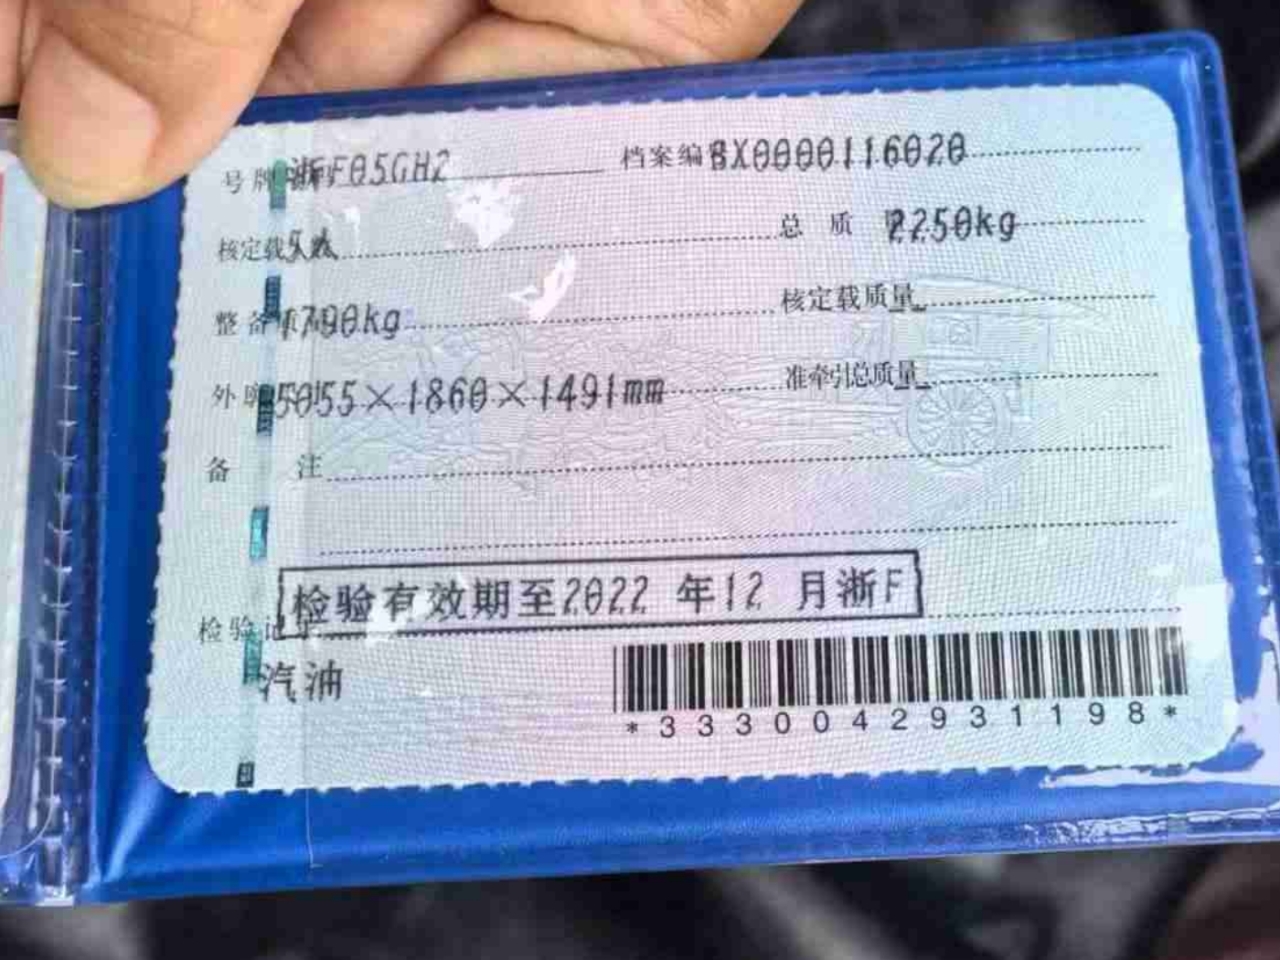 号牌 浙F05GH2 档案编 BX0000116020
核定载 5人 总质 2250kg
整备质 1790kg 核定载质量 --
外廓 5055×1860×1491mm 准牵引总质量 --
备注
检验有效期至2022 年12 月浙F
检验记录
汽油
*3330042931198*